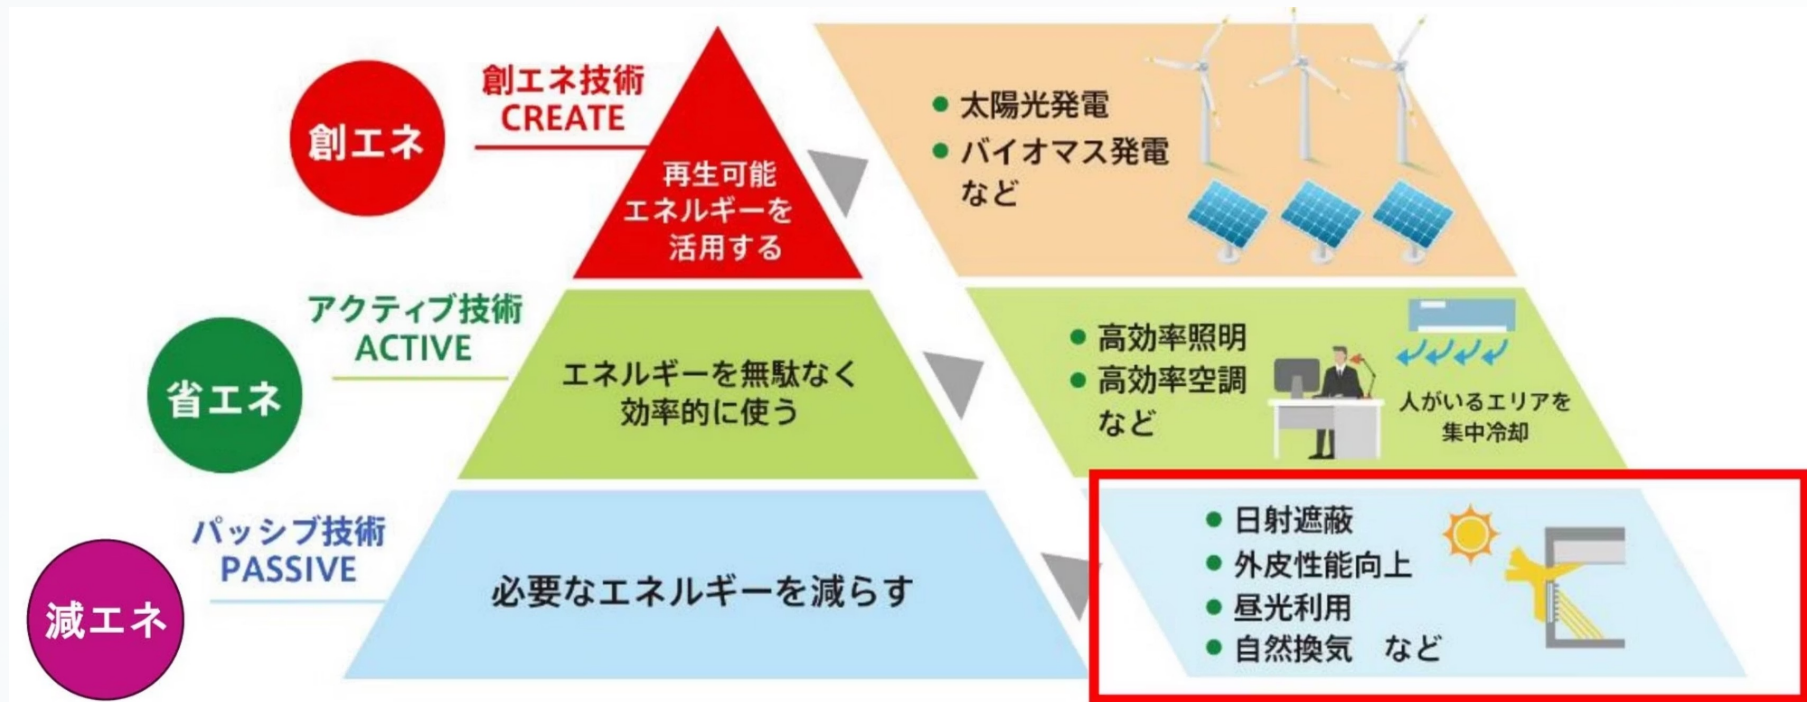 創エネ
創エネ技術
CREATE
再生可能
エネルギーを
活用する
● 太陽光発電
● バイオマス発電
など
省エネ
アクティブ技術
ACTIVE
エネルギーを無駄なく
効率的に使う
● 高効率照明
● 高効率空調
など
人がいるエリアを
集中冷却
減エネ
パッシブ技術
PASSIVE
必要なエネルギーを減らす
● 日射遮蔽
● 外皮性能向上
● 昼光利用
● 自然換気　など